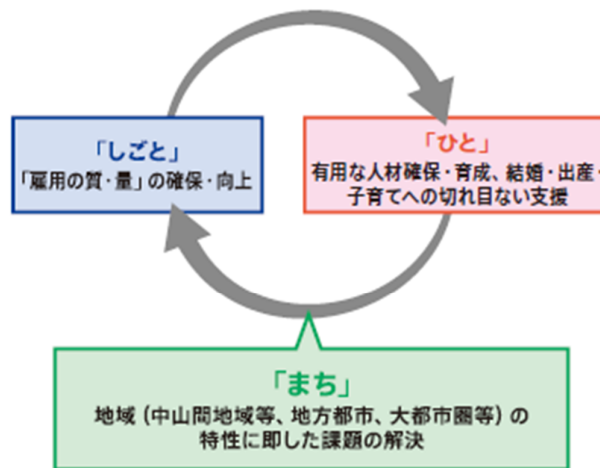 「しごと」
「雇用の質・量」の確保・向上
「ひと」
有用な人材確保・育成、結婚・出産・
子育てへの切れ目ない支援
「まち」
地域（中山間地域等、地方都市、大都市圏等）の
特性に即した課題の解決